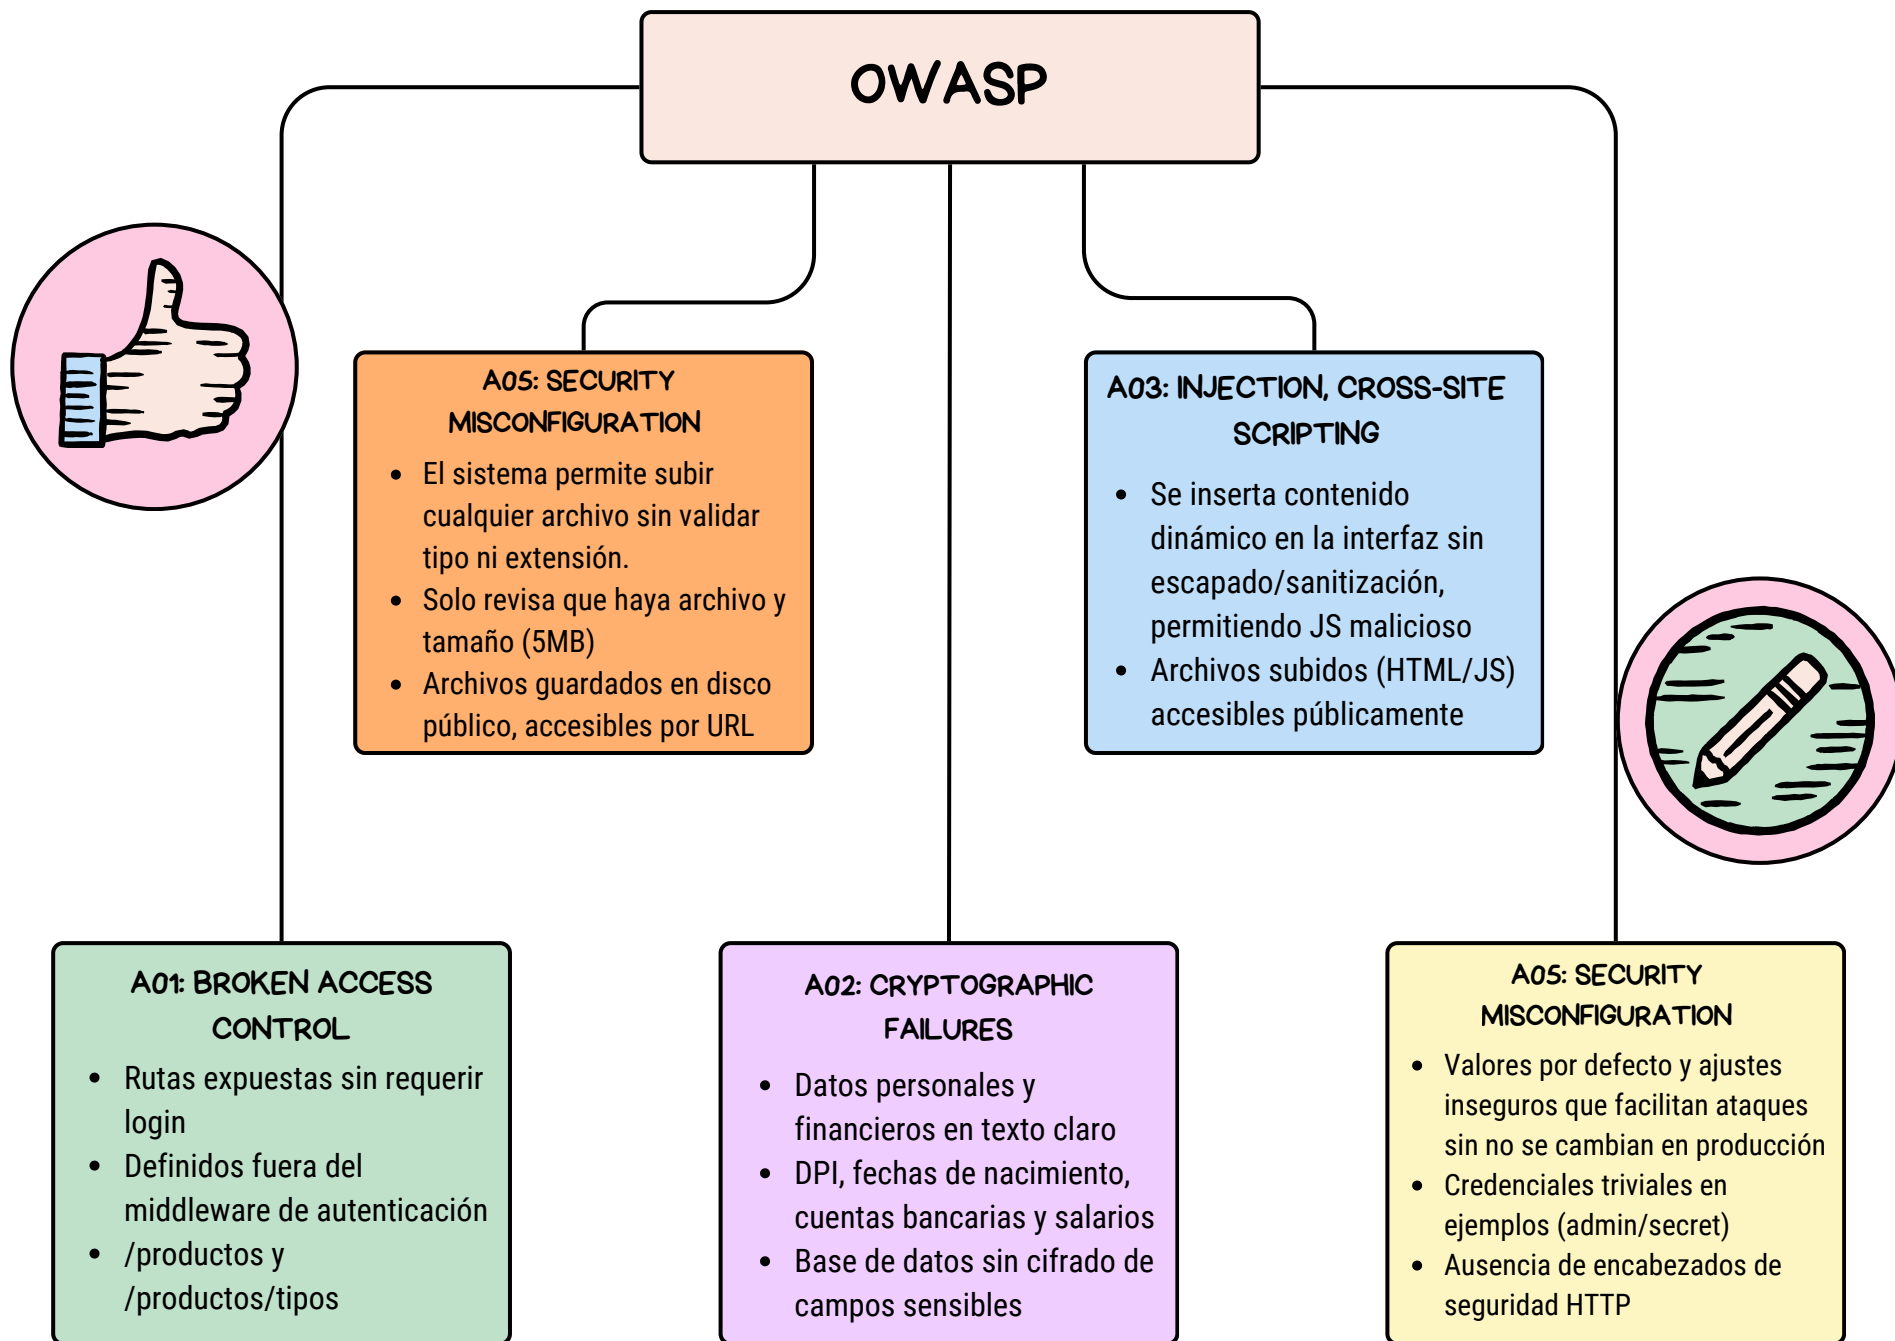 OWASP
A05: SECURITY
MISCONFIGURATION
• El sistema permite subir
cualquier archivo sin validar
tipo ni extensión.
• Solo revisa que haya archivo y
tamaño (5MB)
• Archivos guardados en disco
público, accesibles por URL
A03: INJECTION, CROSS-SITE
SCRIPTING
• Se inserta contenido
dinámico en la interfaz sin
escapado/sanitización,
permitiendo JS malicioso
• Archivos subidos (HTML/JS)
accesibles públicamente
A01: BROKEN ACCESS
CONTROL
• Rutas expuestas sin requerir
login
• Definidos fuera del
middleware de autenticación
• /productos y
/productos/tipos
A02: CRYPTOGRAPHIC
FAILURES
• Datos personales y
financieros en texto claro
• DPI, fechas de nacimiento,
cuentas bancarias y salarios
• Base de datos sin cifrado de
campos sensibles
A05: SECURITY
MISCONFIGURATION
• Valores por defecto y ajustes
inseguros que facilitan ataques
sin no se cambian en producción
• Credenciales triviales en
ejemplos (admin/secret)
• Ausencia de encabezados de
seguridad HTTP